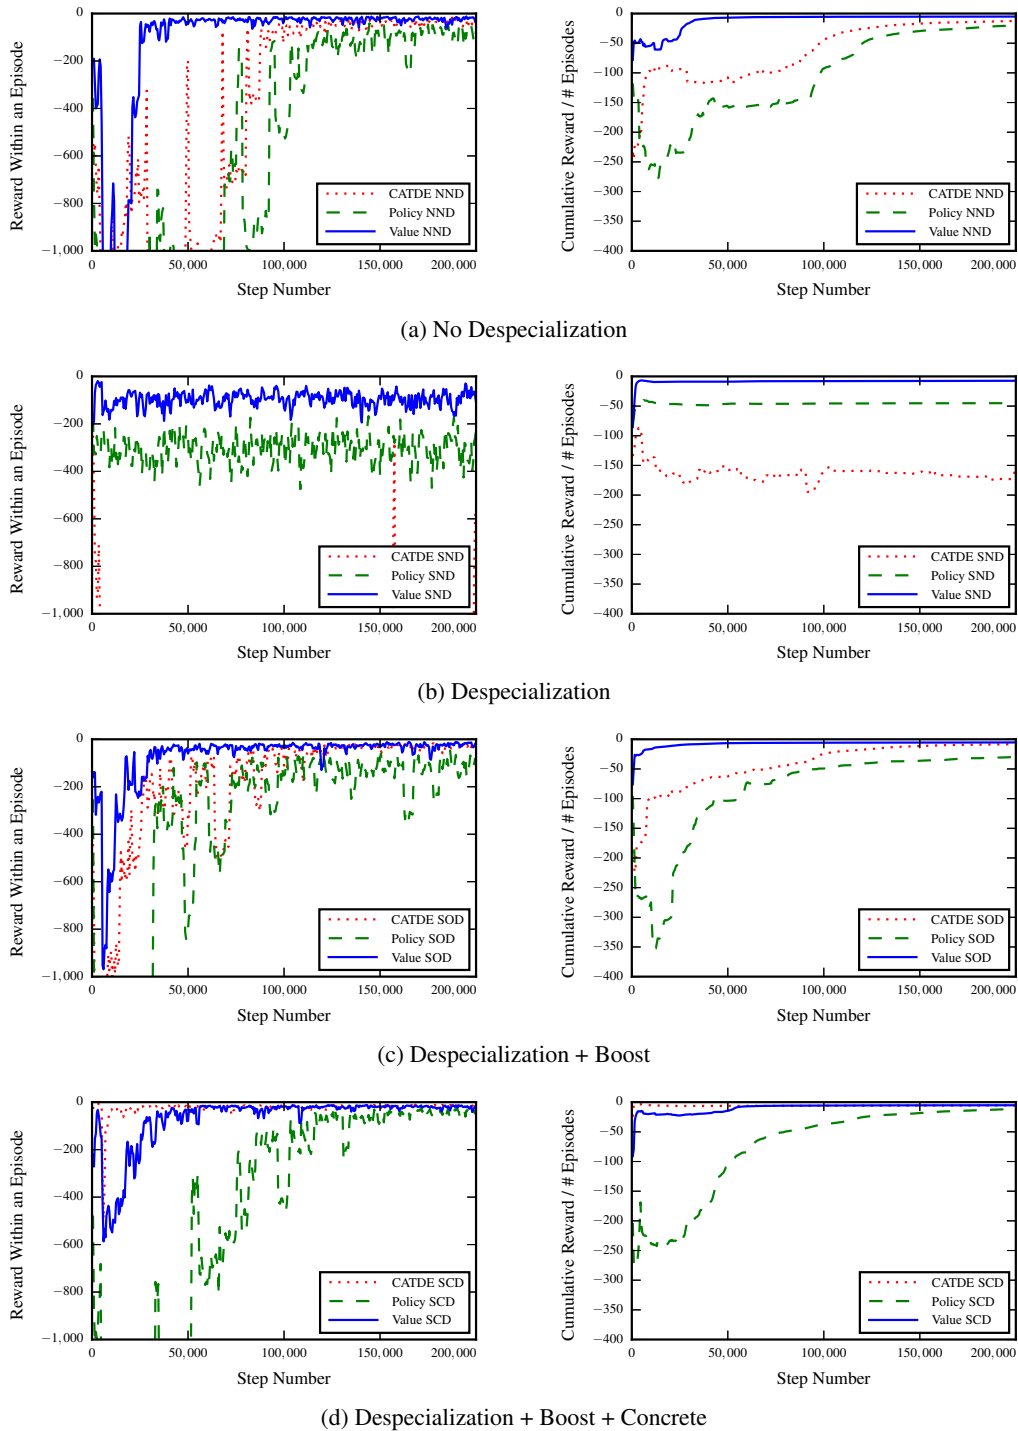 0
−200
−400
−600
−800
−1,000
Reward Within an Episode
CATDE NND
Policy NND
Value NND
0 50,000 100,000 150,000 200,000
Step Number
0
−50
−100
−150
−200
−250
−300
−350
−400
Cumulative Reward / # Episodes
CATDE NND
Policy NND
Value NND
0 50,000 100,000 150,000 200,000
Step Number
(a) No Despecialization
0
−200
−400
−600
−800
−1,000
Reward Within an Episode
CATDE SND
Policy SND
Value SND
0 50,000 100,000 150,000 200,000
Step Number
0
−50
−100
−150
−200
−250
−300
−350
−400
Cumulative Reward / # Episodes
CATDE SND
Policy SND
Value SND
0 50,000 100,000 150,000 200,000
Step Number
(b) Despecialization
0
−200
−400
−600
−800
−1,000
Reward Within an Episode
CATDE SOD
Policy SOD
Value SOD
0 50,000 100,000 150,000 200,000
Step Number
0
−50
−100
−150
−200
−250
−300
−350
−400
Cumulative Reward / # Episodes
CATDE SOD
Policy SOD
Value SOD
0 50,000 100,000 150,000 200,000
Step Number
(c) Despecialization + Boost
0
−200
−400
−600
−800
−1,000
Reward Within an Episode
CATDE SCD
Policy SCD
Value SCD
0 50,000 100,000 150,000 200,000
Step Number
0
−50
−100
−150
−200
−250
−300
−350
−400
Cumulative Reward / # Episodes
CATDE SCD
Policy SCD
Value SCD
0 50,000 100,000 150,000 200,000
Step Number
(d) Despecialization + Boost + Concrete